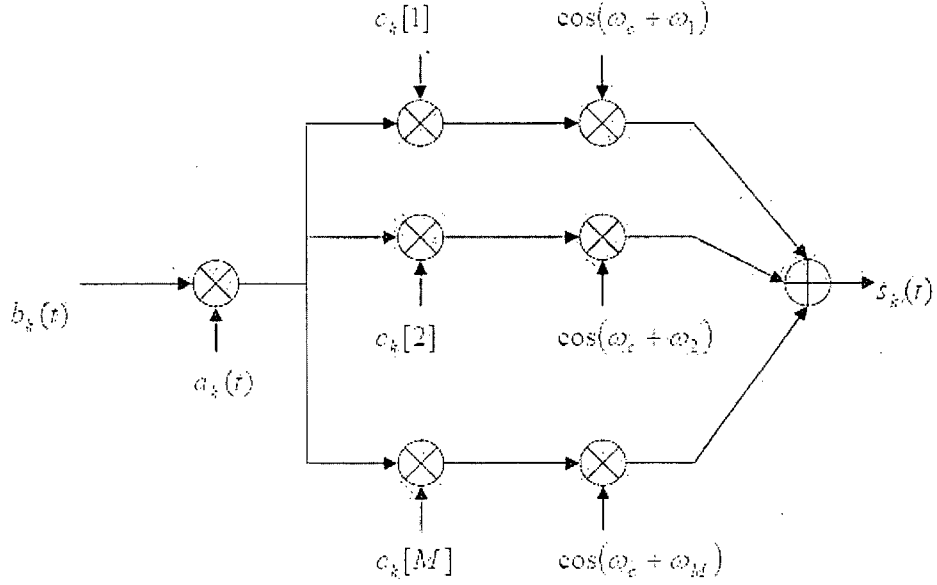 c_k[1]
cos(ω_c + ω_1)
b_k(t)
a_k(t)
c_k[2]
cos(ω_c + ω_2)
s_k(t)
c_k[M]
cos(ω_c + ω_M)